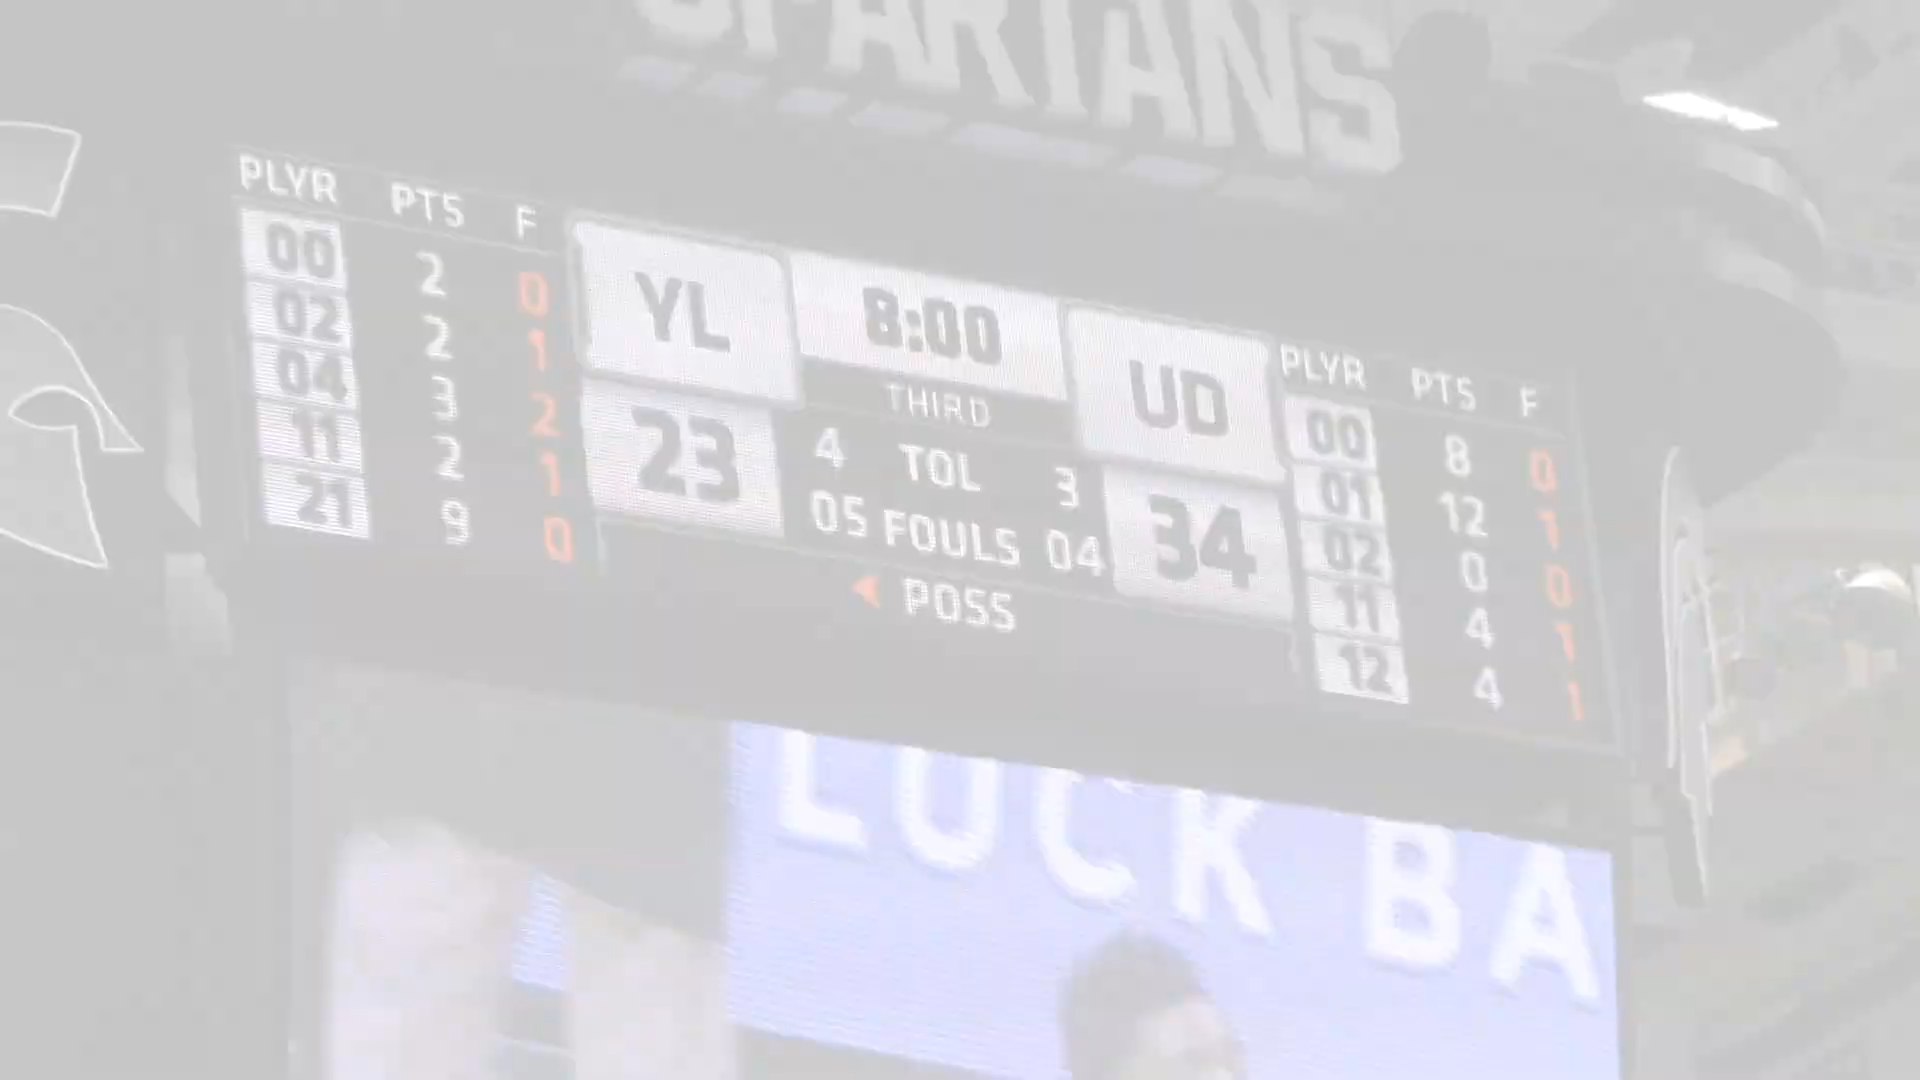 SPARTANS
PLYR PTS F
00 2 0
02 2 1
04 3 2
11 2 1
21 9 0
YL 8:00 UD
THIRD
23 34
4 TOL 3
05 FOULS 04
◀ POSS
PLYR PTS F
00 8 0
01 12 1
02 0 0
11 4 1
12 4 1
LOCK BA